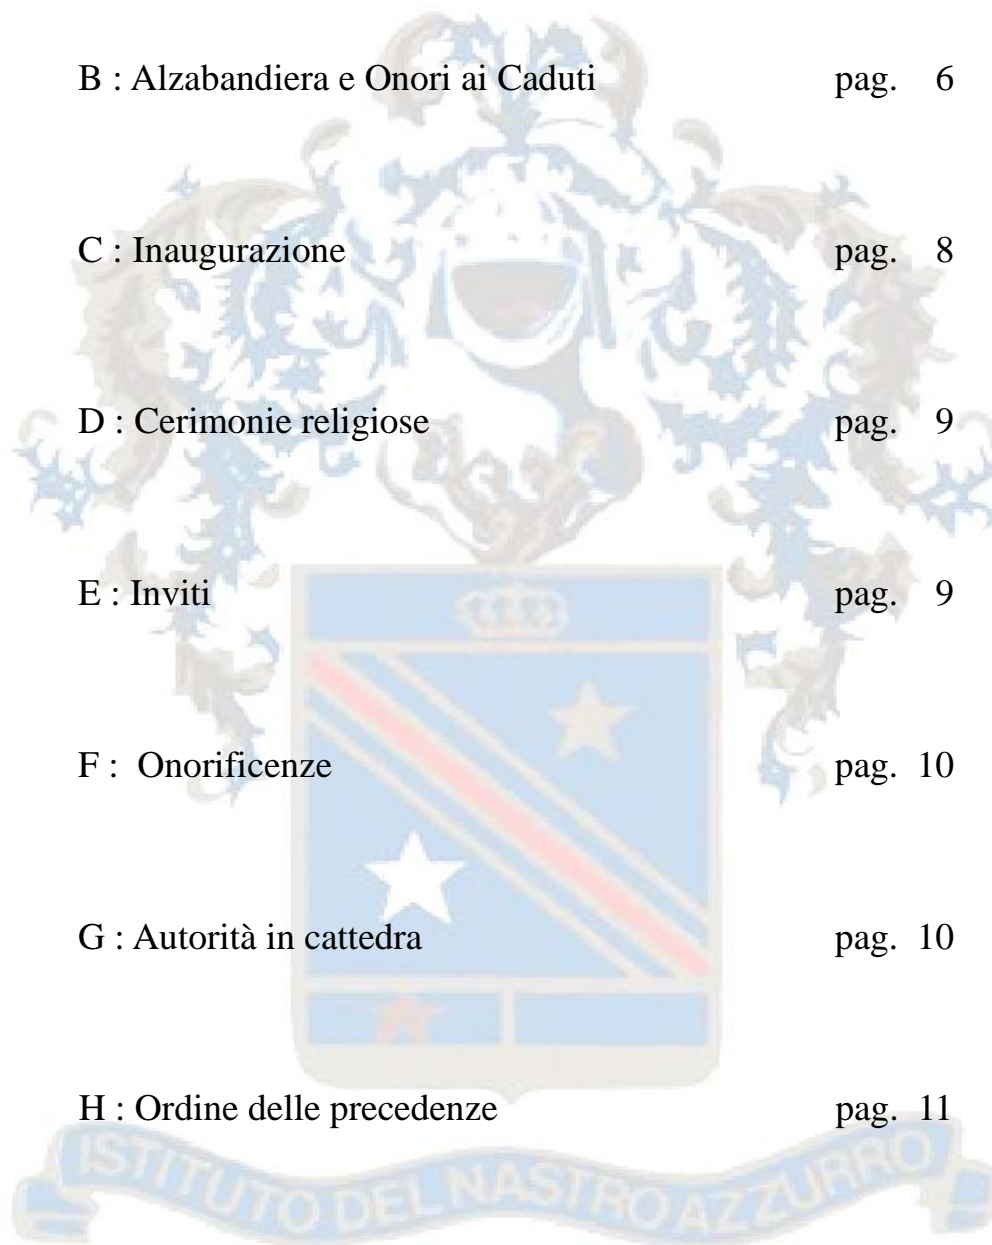 B : Alzabandiera e Onori ai Caduti pag. 6
C : Inaugurazione pag. 8
D : Cerimonie religiose pag. 9
E : Inviti pag. 9
F : Onorificenze pag. 10
G : Autorità in cattedra pag. 10
H : Ordine delle precedenze pag. 11
ISTITUTO DEL NASTRO AZZURRO